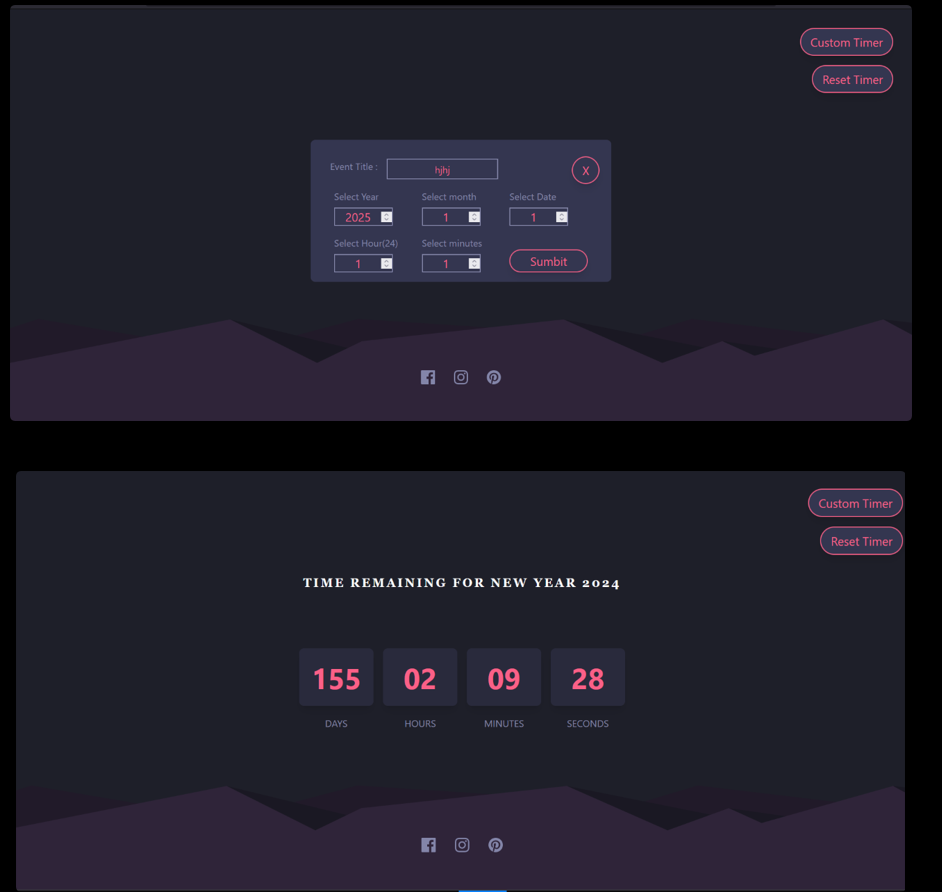 Custom Timer
Reset Timer
Event Title :
hjhj
X
Select Year
Select month
Select Date
2025
1
1
Select Hour(24)
Select minutes
1
1
Sumbit
Custom Timer
Reset Timer
TIME REMAINING FOR NEW YEAR 2024
155
02
09
28
DAYS
HOURS
MINUTES
SECONDS